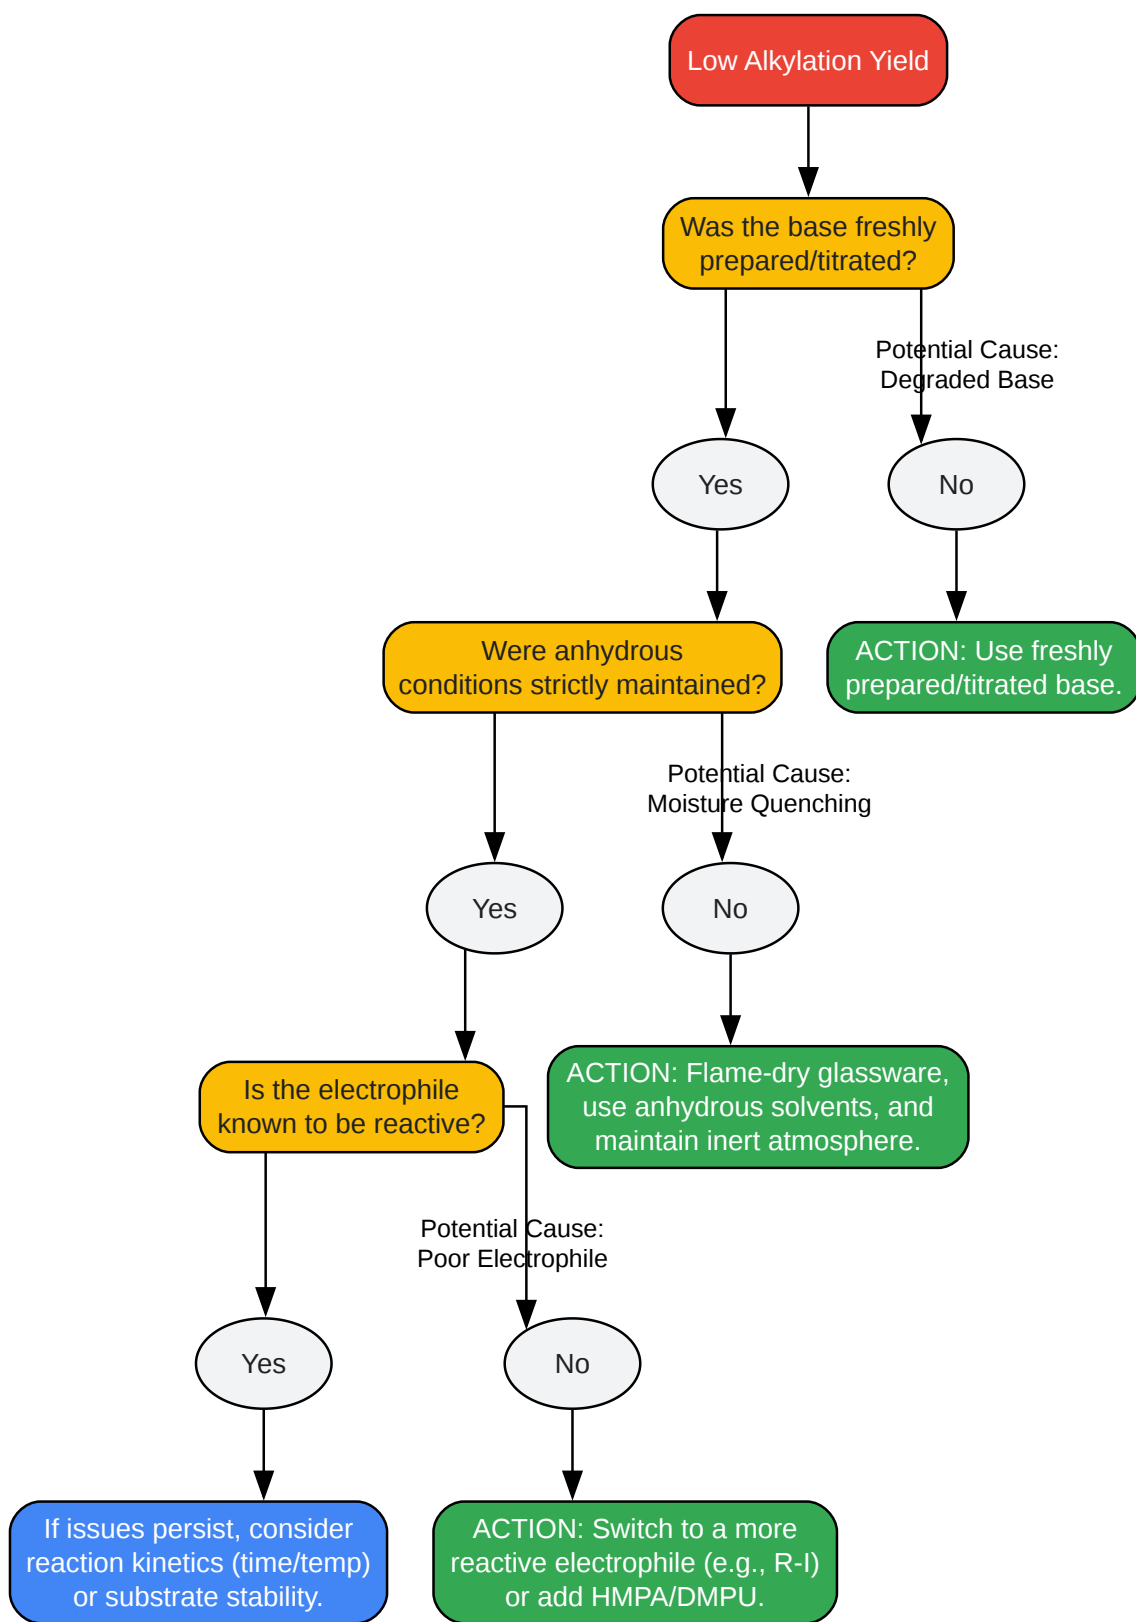 Low Alkylation Yield
Was the base freshly
prepared/titrated?
Potential Cause:
Degraded Base
Yes
No
Were anhydrous
conditions strictly maintained?
ACTION: Use freshly
prepared/titrated base.
Potential Cause:
Moisture Quenching
Yes
No
Is the electrophile
known to be reactive?
ACTION: Flame-dry glassware,
use anhydrous solvents, and
maintain inert atmosphere.
Potential Cause:
Poor Electrophile
Yes
No
If issues persist, consider
reaction kinetics (time/temp)
or substrate stability.
ACTION: Switch to a more
reactive electrophile (e.g., R-I)
or add HMPA/DMPU.